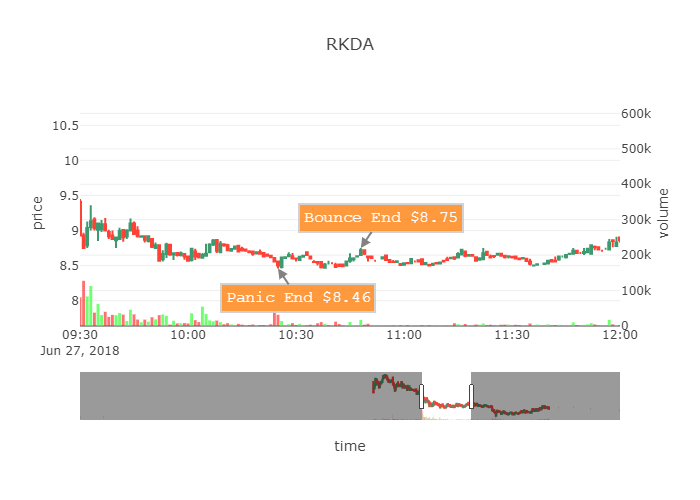 RKDA
600k
10.5
500k
10
400k
9.5
Bounce End $8.75
300k
price
volume
9
200k
8.5
Panic End $8.46
100k
8
0
09:30
10:00
10:30
11:00
11:30
12:00
Jun 27, 2018
time